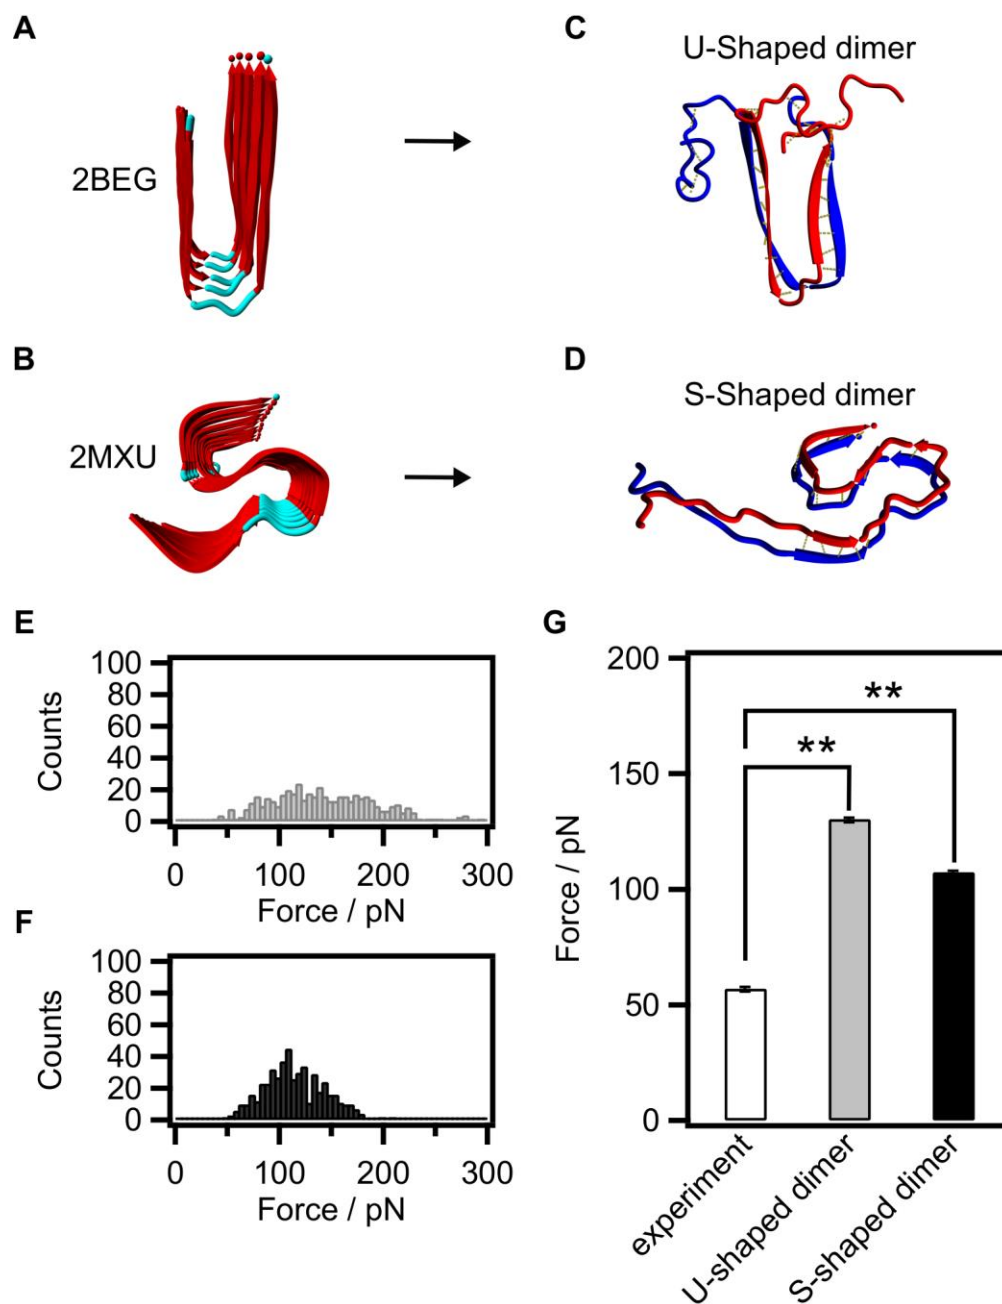 A
2BEG
C
U-Shaped dimer
B
2MXU
D
S-Shaped dimer
E
Counts
100
80
60
40
20
0
0 100 200 300
Force / pN
F
Counts
100
80
60
40
20
0
0 100 200 300
Force / pN
G
Force / pN
200
150
100
50
0
**
**
experiment
U-shaped dimer
S-shaped dimer